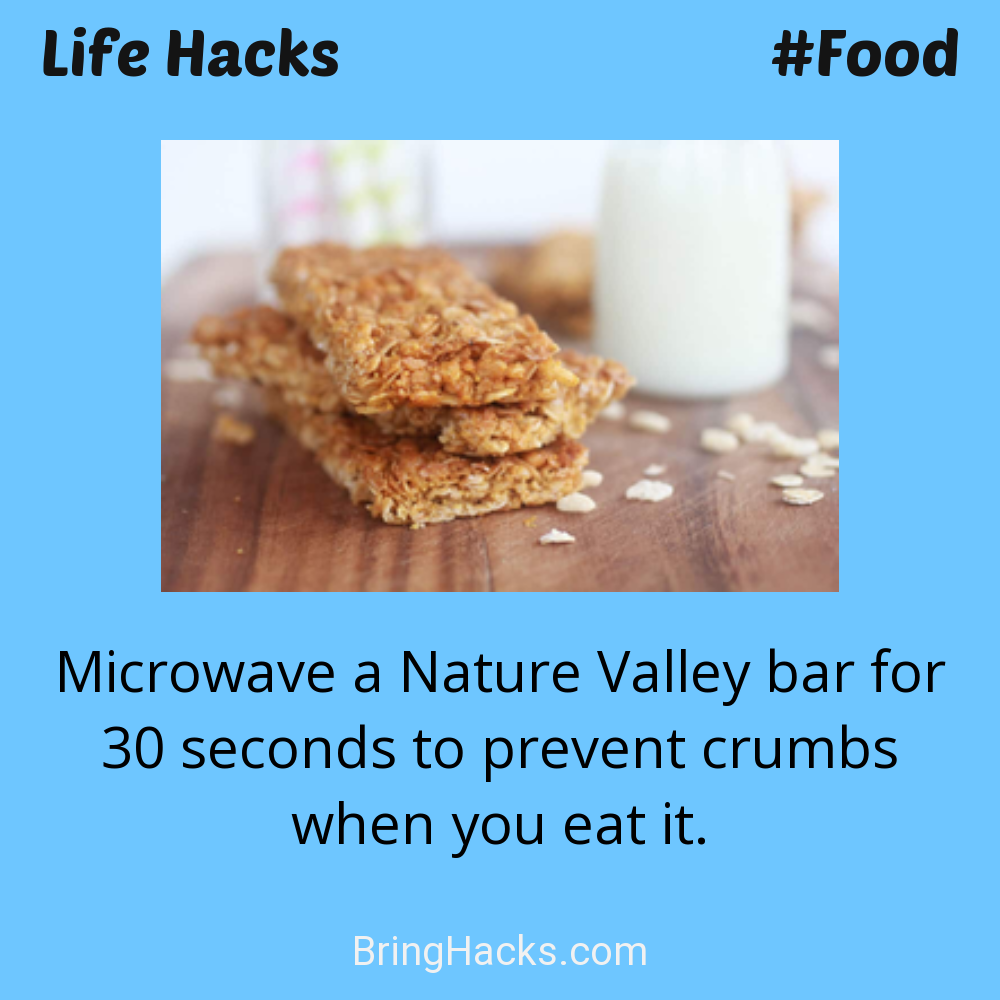 Life Hacks
#Food
Microwave a Nature Valley bar for
30 seconds to prevent crumbs
when you eat it.
BringHacks.com